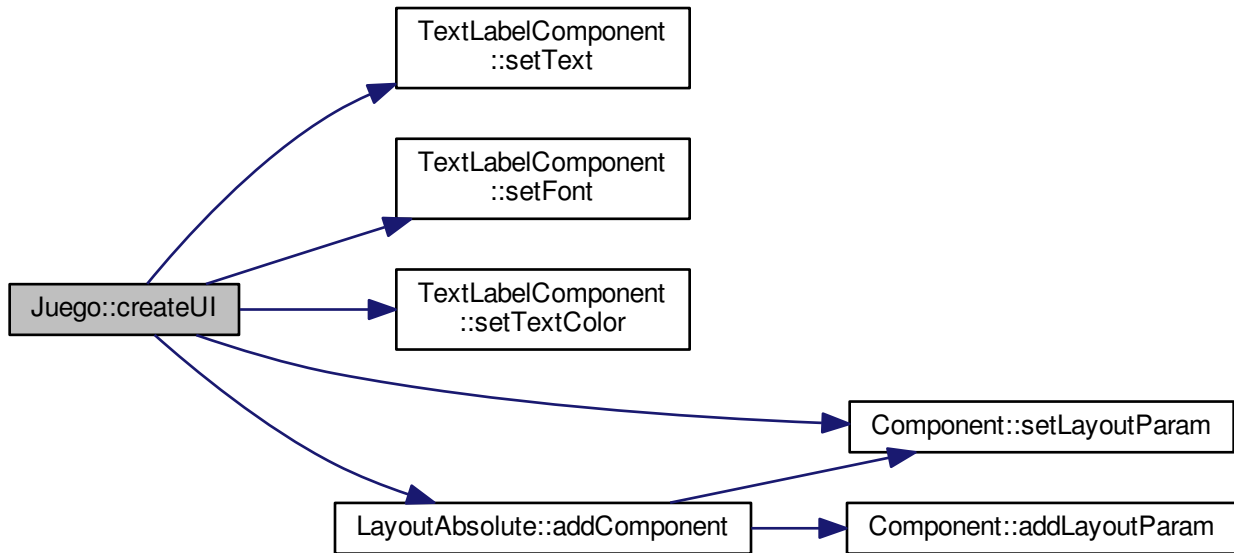 TextLabelComponent
::setText
TextLabelComponent
::setFont
Juego::createUI
TextLabelComponent
::setTextColor
Component::setLayoutParam
LayoutAbsolute::addComponent
Component::addLayoutParam